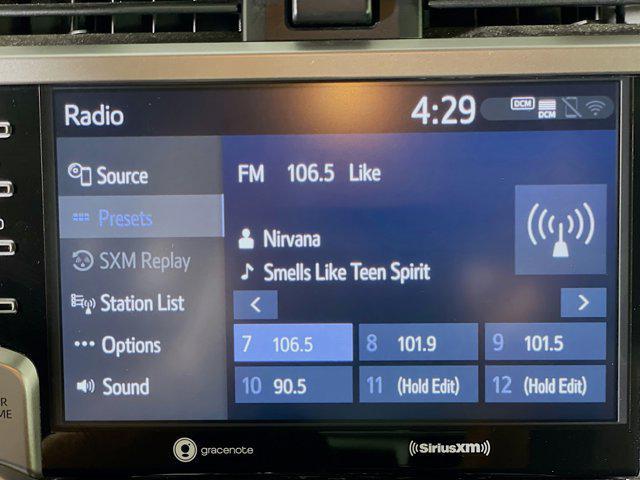 Radio
4:29
DCM
DCM
Source
FM 106.5 Like
Presets
Nirvana
SXM Replay
Smells Like Teen Spirit
Station List
<
>
7 106.5
8 101.9
9 101.5
Options
10 90.5
11 (Hold Edit)
12 (Hold Edit)
Sound
gracenote
((SiriusXM))
R
ME